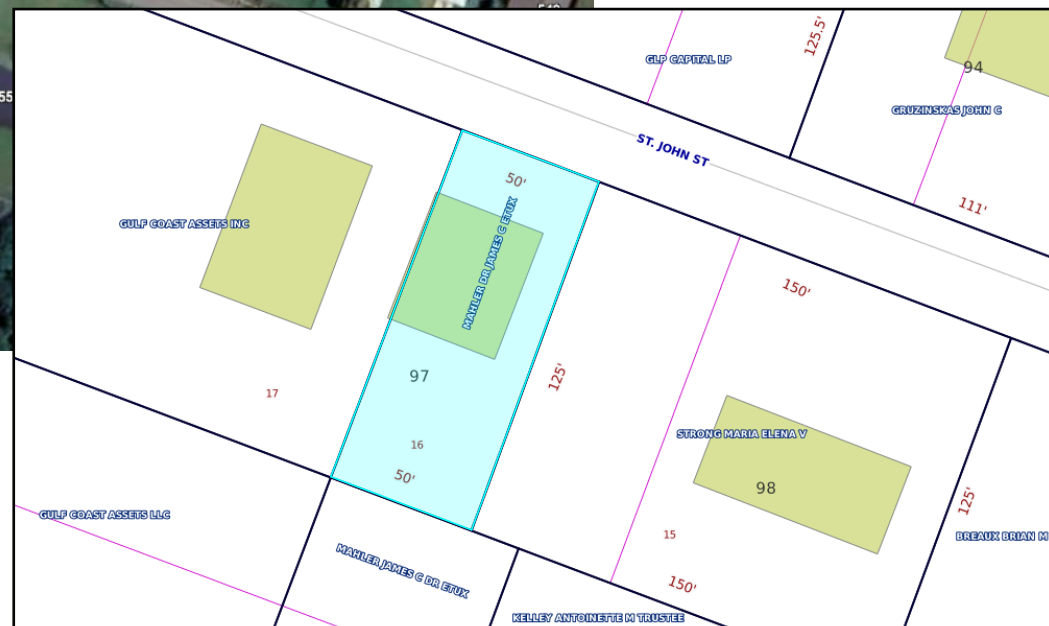 55
125.5'
GLP CAPITAL LP
94
GRUZINSKAS JOHN C
ST. JOHN ST
50'
111'
GULF COAST ASSETS INC
MAHLER DR JAMES C ETUX
150'
97
125'
17
STRONG MARIA ELENA V
16
50'
98
125'
GULF COAST ASSETS LLC
15
BREAUX BRIAN M
MAHLER JAMES C DR ETUX
150'
KELLEY ANTOINETTE M TRUSTEE